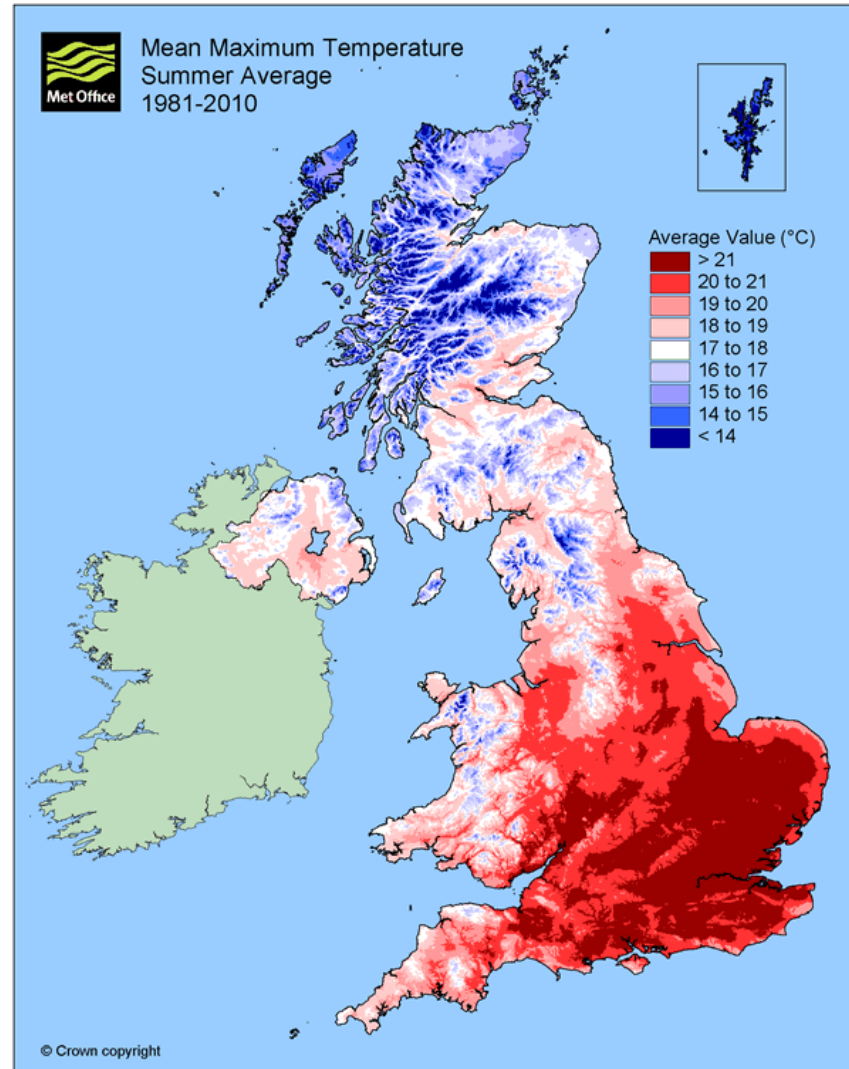 Met Office
Mean Maximum Temperature
Summer Average
1981-2010
Average Value (°C)
> 21
20 to 21
19 to 20
18 to 19
17 to 18
16 to 17
15 to 16
14 to 15
< 14
© Crown copyright